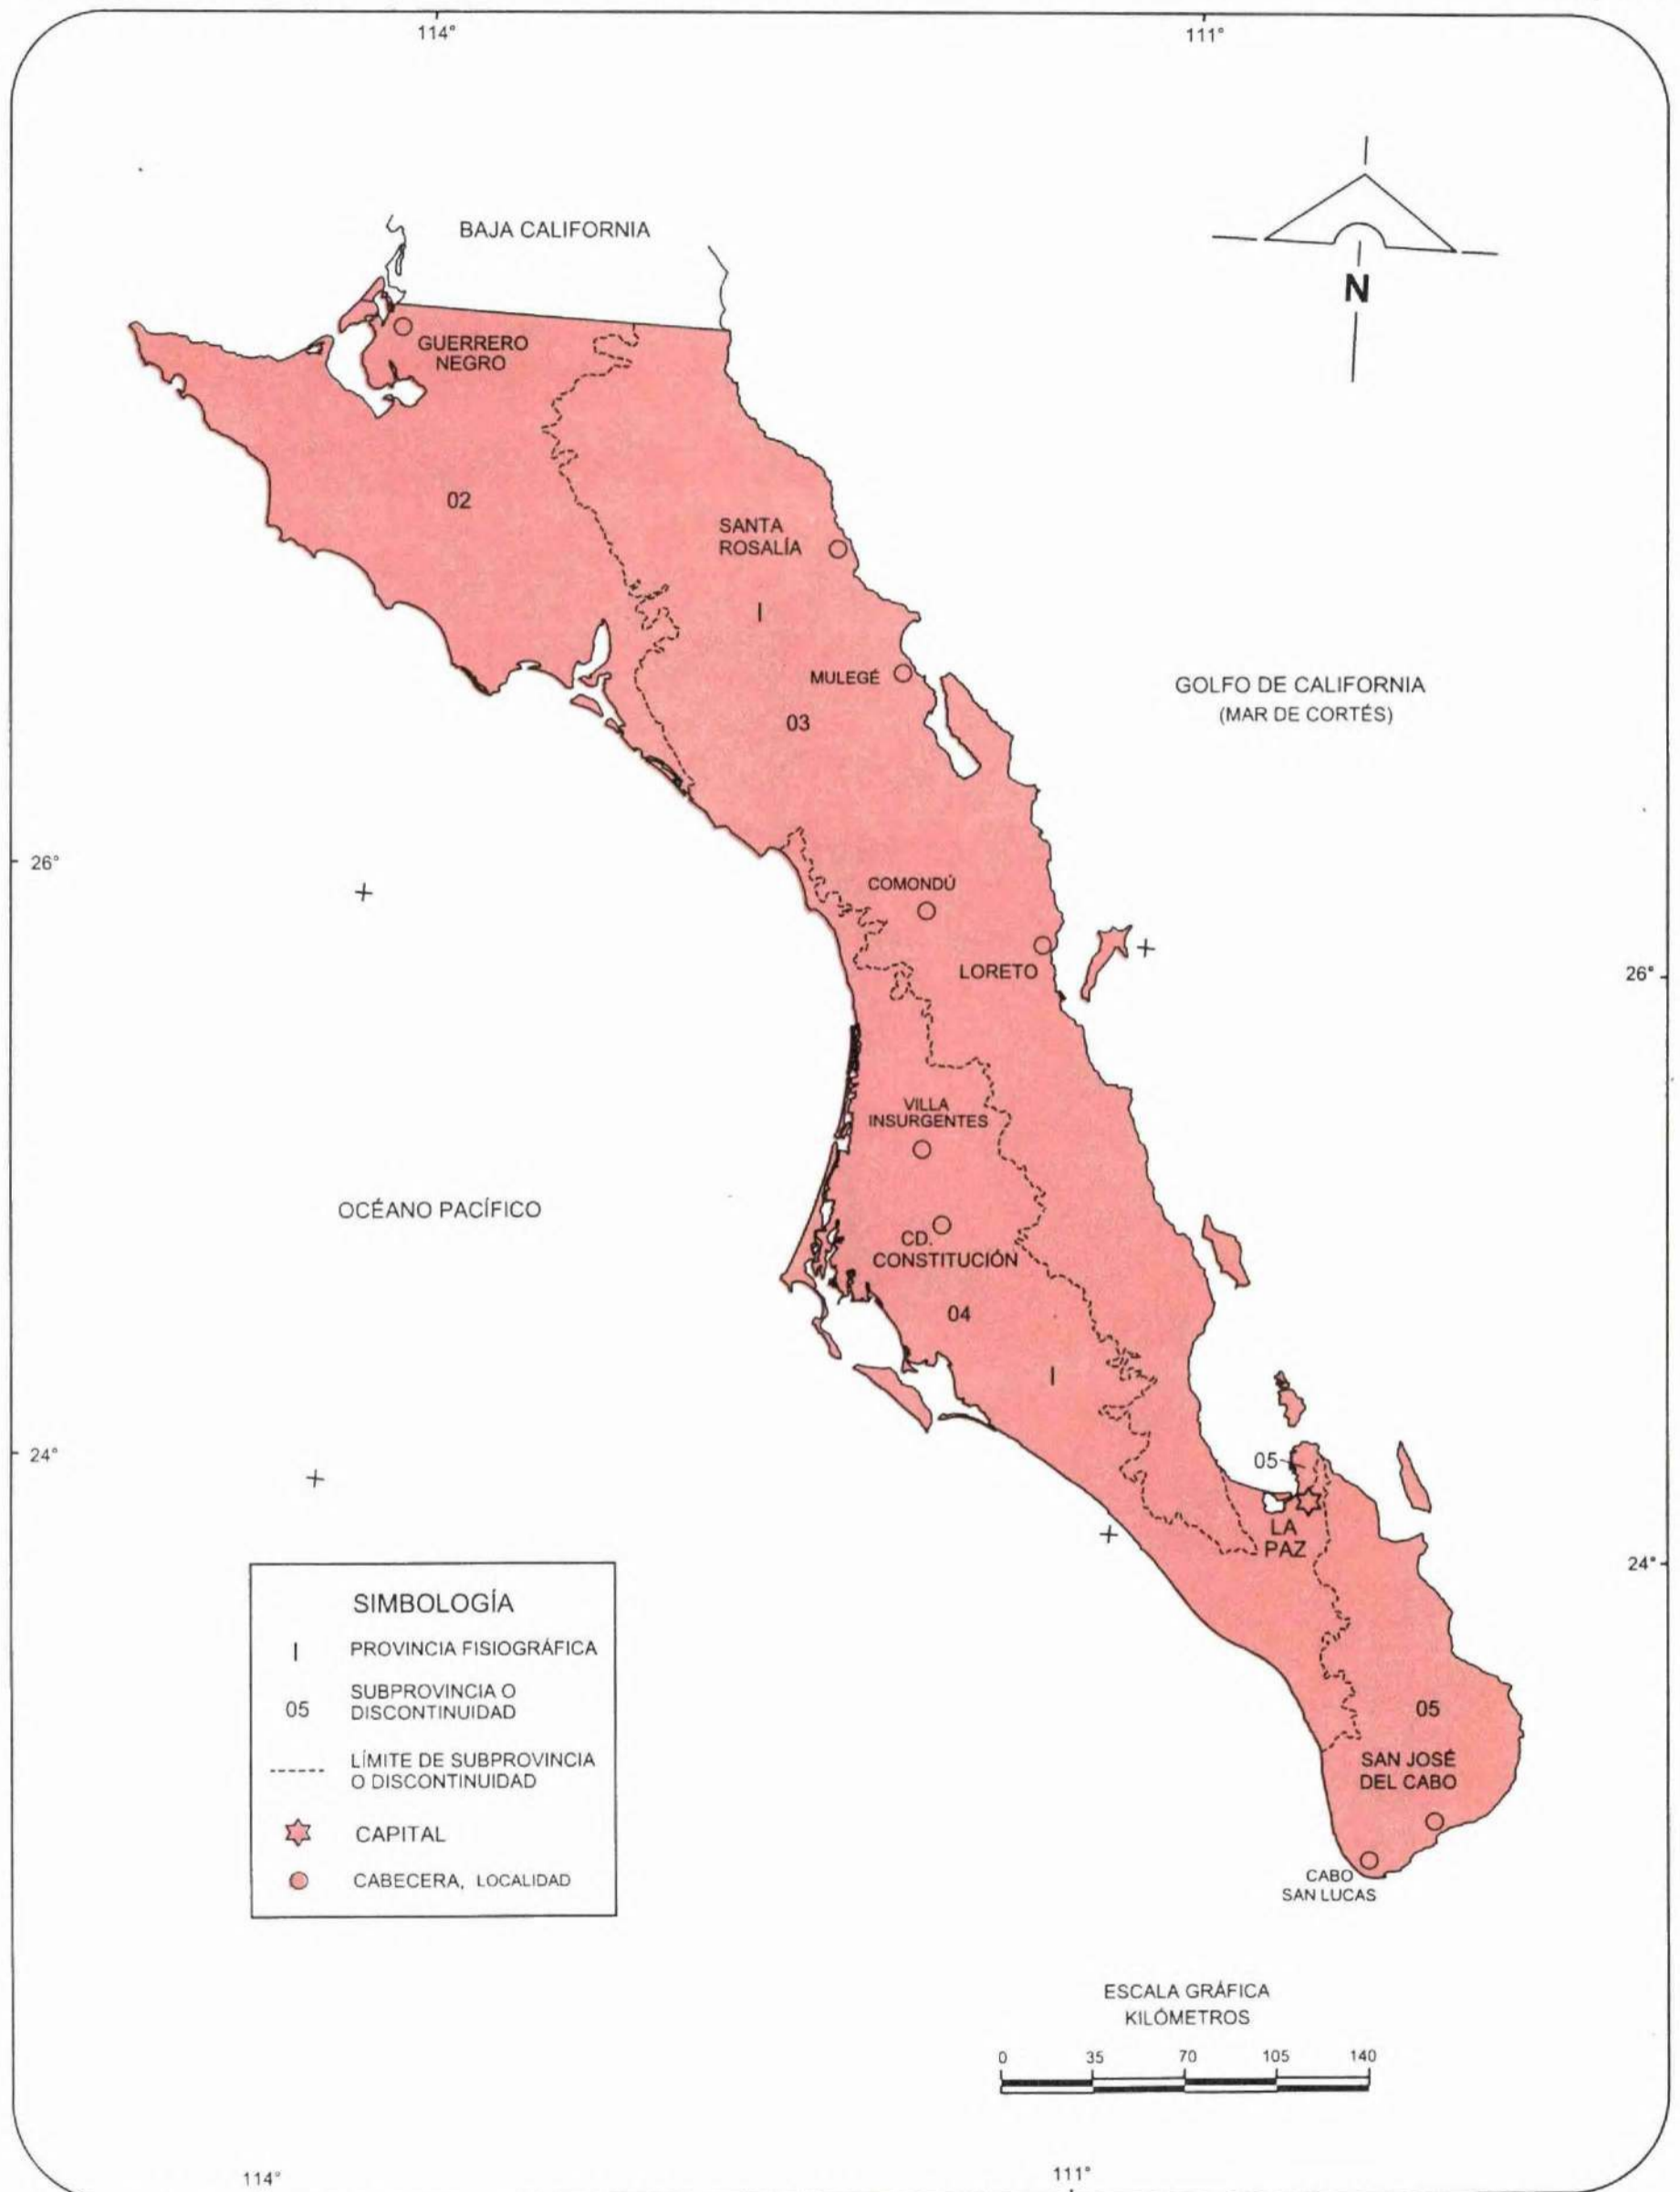 114°
111°
BAJA CALIFORNIA
N
GUERRERO
NEGRO
02
SANTA
ROSALÍA
I
MULEGÉ
03
GOLFO DE CALIFORNIA
(MAR DE CORTÉS)
26°
COMONDÚ
LORETO
26°
VILLA
INSURGENTES
OCÉANO PACÍFICO
CD.
CONSTITUCIÓN
04
I
24°
05
LA
PAZ
24°
05
SAN JOSÉ
DEL CABO
CABO
SAN LUCAS
SIMBOLOGÍA
I PROVINCIA FISIOGRÁFICA
05 SUBPROVINCIA O
DISCONTINUIDAD
LÍMITE DE SUBPROVINCIA
O DISCONTINUIDAD
CAPITAL
CABECERA, LOCALIDAD
ESCALA GRÁFICA
KILÓMETROS
0 35 70 105 140
114°
111°